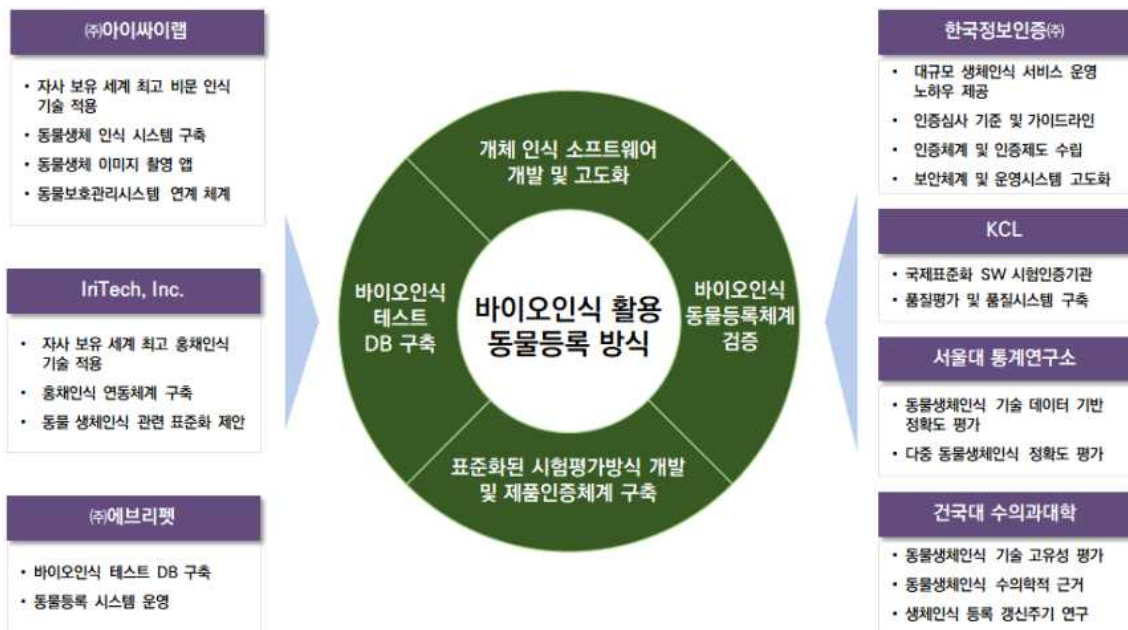 ㈜아이싸이랩
• 자사 보유 세계 최고 비문 인식
기술 적용
• 동물생체 인식 시스템 구축
• 동물생체 이미지 촬영 앱
• 동물보호관리시스템 연계 체계
IriTech, Inc.
• 자사 보유 세계 최고 홍채인식
기술 적용
• 홍채인식 연동체계 구축
• 동물 생체인식 관련 표준화 제안
㈜에브리펫
• 바이오인식 테스트 DB 구축
• 동물등록 시스템 운영
개체 인식 소프트웨어
개발 및 고도화
바이오인식
테스트
DB 구축
바이오인식 활용
동물등록 방식
바이오인식
동물등록체계
검증
표준화된 시험평가방식 개발
및 제품인증체계 구축
한국정보인증㈜
• 대규모 생체인식 서비스 운영
노하우 제공
• 인증심사 기준 및 가이드라인
• 인증체계 및 인증제도 수립
• 보안체계 및 운영시스템 고도화
KCL
• 국제표준화 SW 시험인증기관
• 품질평가 및 품질시스템 구축
서울대 통계연구소
• 동물생체인식 기술 데이터 기반
정확도 평가
• 다중 동물생체인식 정확도 평가
건국대 수의과대학
• 동물생체인식 기술 고유성 평가
• 동물생체인식 수의학적 근거
• 생체인식 등록 갱신주기 연구